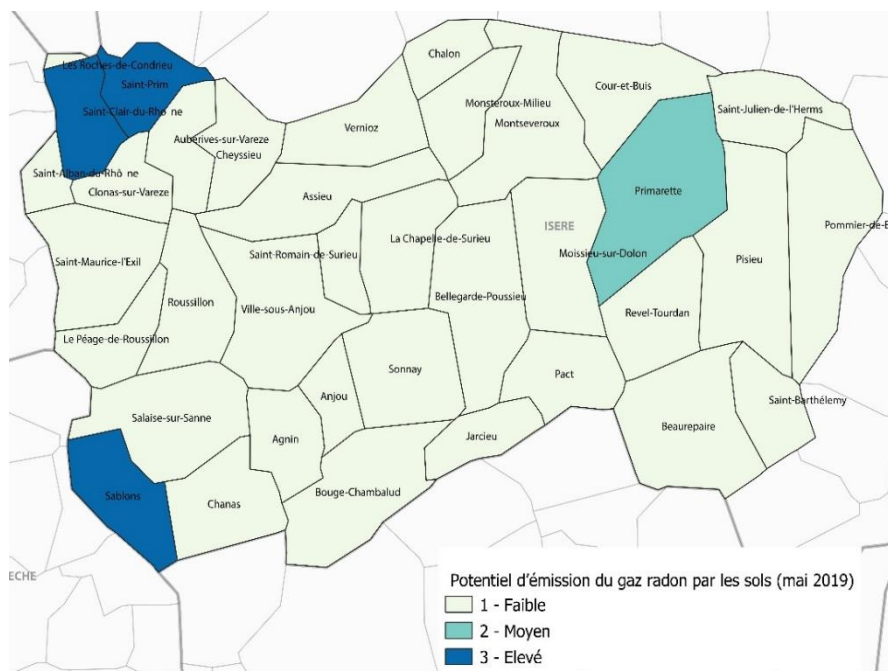 Chalon
Les Roches-de-Condrieu
Saint-Prim
Cour-et-Buis
Monsteroux-Milieu
Saint-Julien-de-l'Herms
Saint-Clair-du-Rhô ne
Montseveroux
Vernioz
Auberives-sur-Vareze
Cheyssieu
Saint-Alban-du-Rhô ne
Clonas-sur-Vareze
Primarette
Assieu
Pommier-de-B
ISERE
La Chapelle-de-Surieu
Saint-Romain-de-Surieu
Moissieu-sur-Dolon
Saint-Maurice-l'Exil
Pisieu
Bellegarde-Poussieu
Roussillon
Ville-sous-Anjou
Revel-Tourdan
Le Péage-de-Roussillon
Sonnay
Pact
Anjou
Saint-Barthélemy
Salaise-sur-Sanne
Beaurepaire
Jarcieu
Agnin
Bouge-Chambalud
Sablons
Chanas
ECHE
Potentiel d'émission du gaz radon par les sols (mai 2019)
1 - Faible
2 - Moyen
3 - Elevé